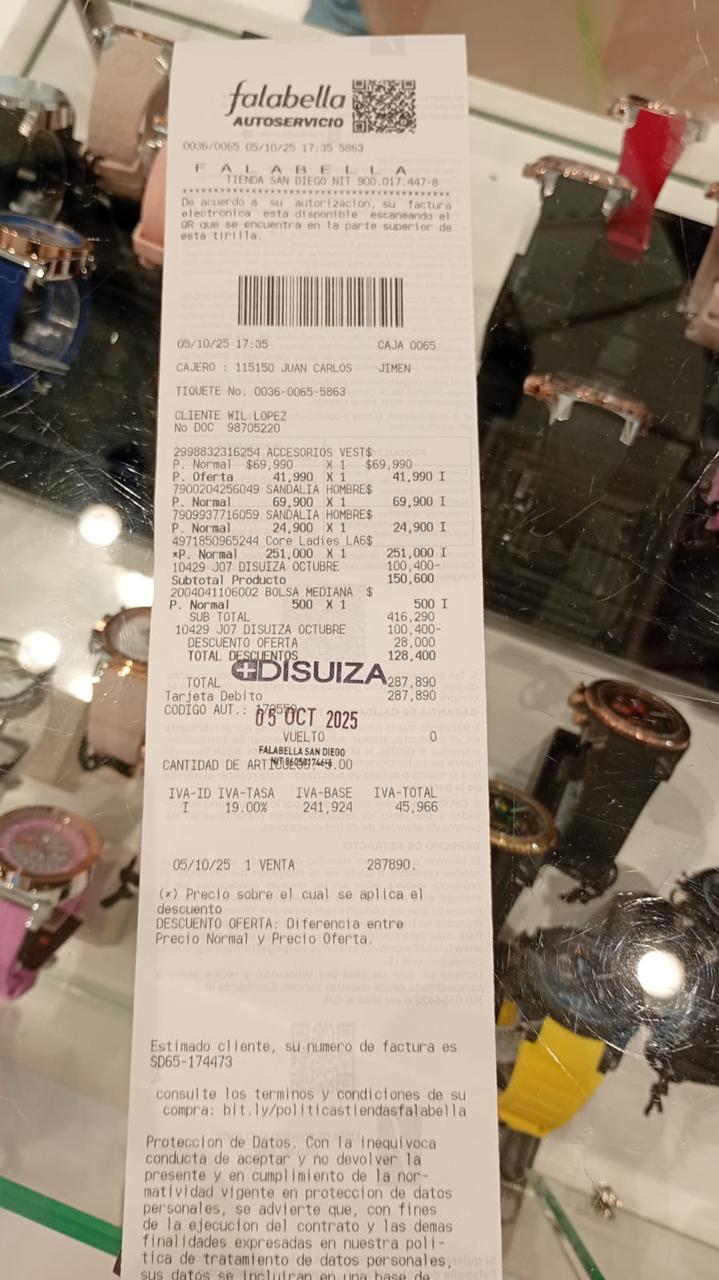 falabella
AUTOSERVICIO
0036/0065 05/10/25 17:35 5863
F A L A B E L L A
TIENDA SAN DIEGO NIT 900.017.447-8
De acuerdo a su autorizacion, su factura
electronica esta disponible escaneando el
QR que se encuentra en la parte superior de
esta tirilla.
05/10/25 17:35 CAJA 0065
CAJERO : 115150 JUAN CARLOS JIMEN
TIQUETE No. 0036-0065-5863
CLIENTE WIL LOPEZ
No DOC 98705220
2998832316254 ACCESORIOS VEST$
P. Normal $69,990 X 1 $69,990
P. Oferta 41,990 X 1 41,990 I
7900204256049 SANDALIA HOMBRE$
P. Normal 69,900 X 1 69,900 I
7909937716059 SANDALIA HOMBRE$
P. Normal 24,900 X 1 24,900 I
4971850965244 Core Ladies LA6$
*P. Normal 251,000 X 1 251,000 I
10429 J07 DISUIZA OCTUBRE 100,400-
Subtotal Producto 150,600
2004041106002 BOLSA MEDIANA $
P. Normal 500 X 1 500 I
SUB TOTAL 416,290
10429 J07 DISUIZA OCTUBRE 100,400-
DESCUENTO OFERTA 28,000
TOTAL DESCUENTOS 128,400
DISUIZA
TOTAL 287,890
Tarjeta Debito 287,890
CODIGO AUT.:
05 OCT 2025
VUELTO 0
FALABELLA SAN DIEGO
CANTIDAD DE .00
IVA-ID IVA-TASA IVA-BASE IVA-TOTAL
I 19.00% 241,924 45,966
05/10/25 1 VENTA 287890.
(*) Precio sobre el cual se aplica el
descuento
DESCUENTO OFERTA: Diferencia entre
Precio Normal y Precio Oferta.
Estimado cliente, su numero de factura es
SD65-174473
consulte los terminos y condiciones de su
compra: bit.ly/politicastiendasfalabella
Proteccion de Datos. Con la inequivoca
conducta de aceptar y no devolver la
presente y en cumplimiento de la nor-
matividad vigente en proteccion de datos
personales, se advierte que, con fines
de la ejecucion del contrato y las demas
finalidades expresadas en nuestra poli-
tica de tratamiento de datos personales,
sus datos se incluiran en una base de